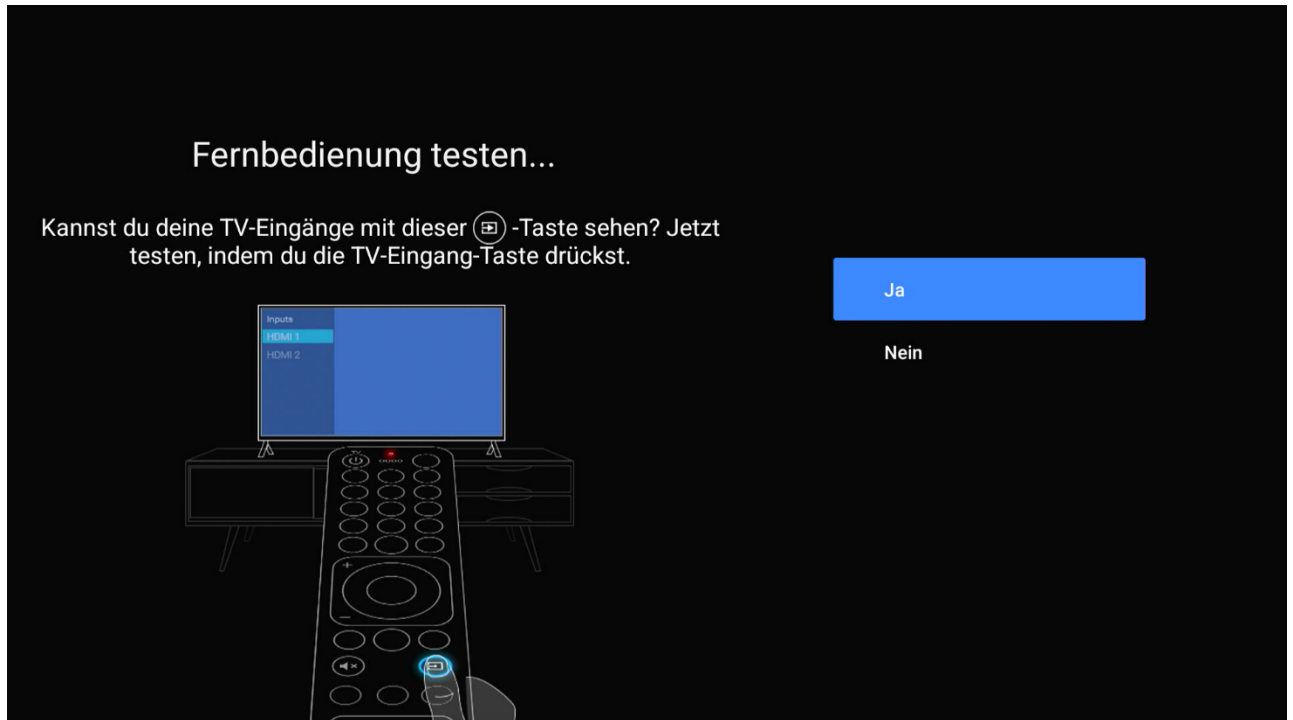 Fernbedienung testen...
Kannst du deine TV-Eingänge mit dieser -Taste sehen? Jetzt
testen, indem du die TV-Eingang-Taste drückst.
Ja
Nein
Inputs
HDMI 1
HDMI 2
TV